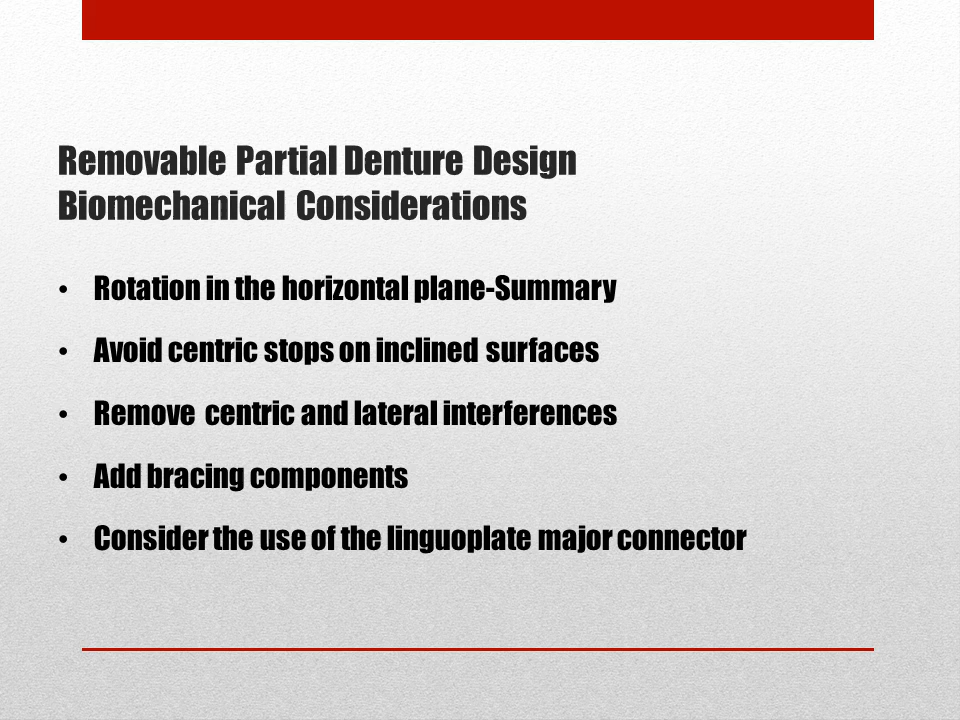 Removable Partial Denture Design
Biomechanical Considerations
• Rotation in the horizontal plane-Summary
• Avoid centric stops on inclined surfaces
• Remove centric and lateral interferences
• Add bracing components
• Consider the use of the linguoplate major connector